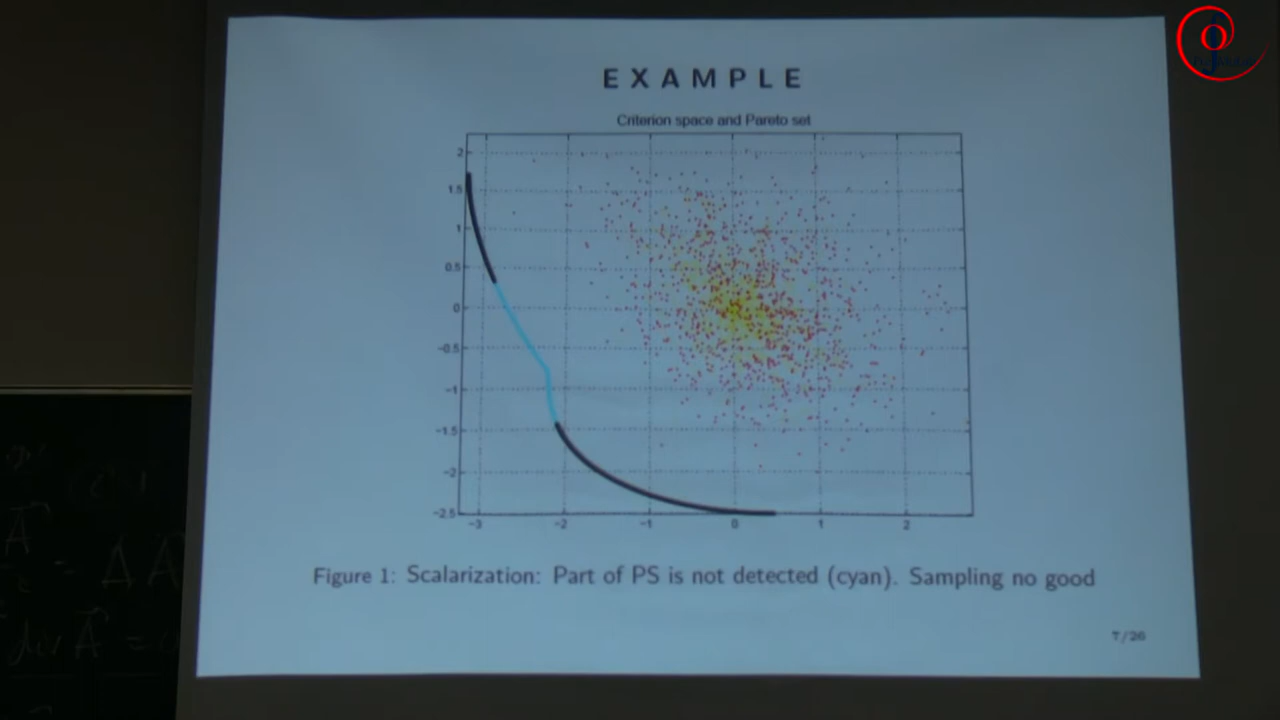 EXAMPLE
Criterion space and Pareto set
2
1.5
1
0.5
0
-0.5
-1
-1.5
-2
-2.5
-3 -2 -1 0 1 2
Figure 1: Scalarization: Part of PS is not detected (cyan). Sampling no good
7/26
A
= Δ A
div A =